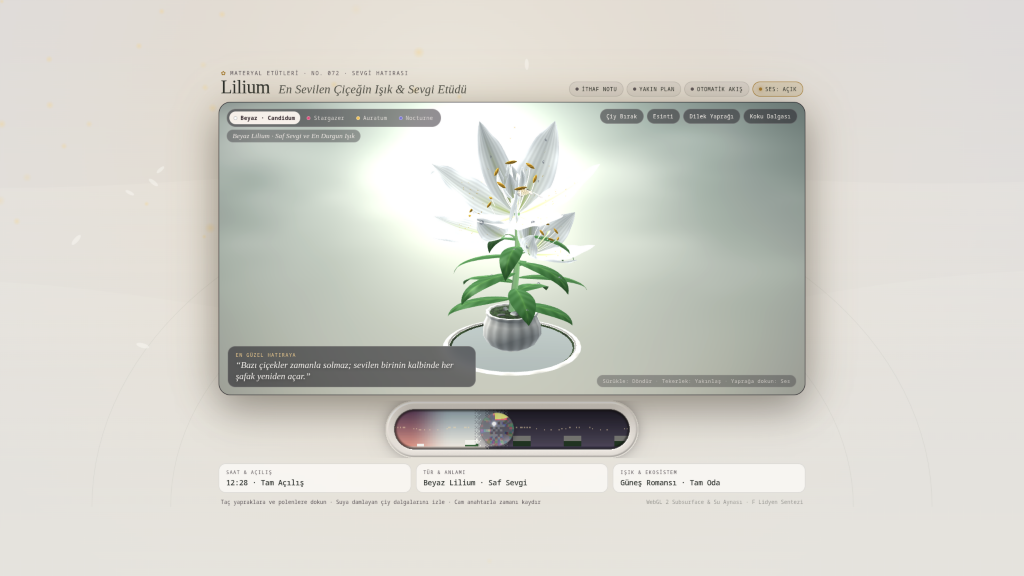 MATERYAL ETÜTLERİ · NO. 072 · SEVGİ HATIRASI
Lilium En Sevilen Çiçeğin Işık & Sevgi Etüdü
İTHAF NOTU
YAKIN PLAN
OTOMATİK AKIŞ
SES: AÇIK
Beyaz · Candidum
Stargazer
Auratum
Nocturne
Çiy Bırak
Esinti
Dilek Yaprağı
Koku Dalgası
Beyaz Lilium · Saf Sevgi ve En Durgun Işık
EN GÜZEL HATIRAYA
“Bazı çiçekler zamanla solmaz; sevilen birinin kalbinde her
şafak yeniden açar.”
Sürükle: Döndür · Tekerlek: Yakınlaş · Yaprağa dokun: Ses
SAAT & AÇILIŞ
12:28 · Tam Açılış
TÜR & ANLAMI
Beyaz Lilium · Saf Sevgi
IŞIK & EKOSİSTEM
Güneş Romansı · Tam Oda
Taç yapraklara ve polenlere dokun · Suya damlayan çiy dalgalarını izle · Cam anahtarla zamanı kaydır
WebGL 2 Subsurface & Su Aynası · F Lidyen Sentezi